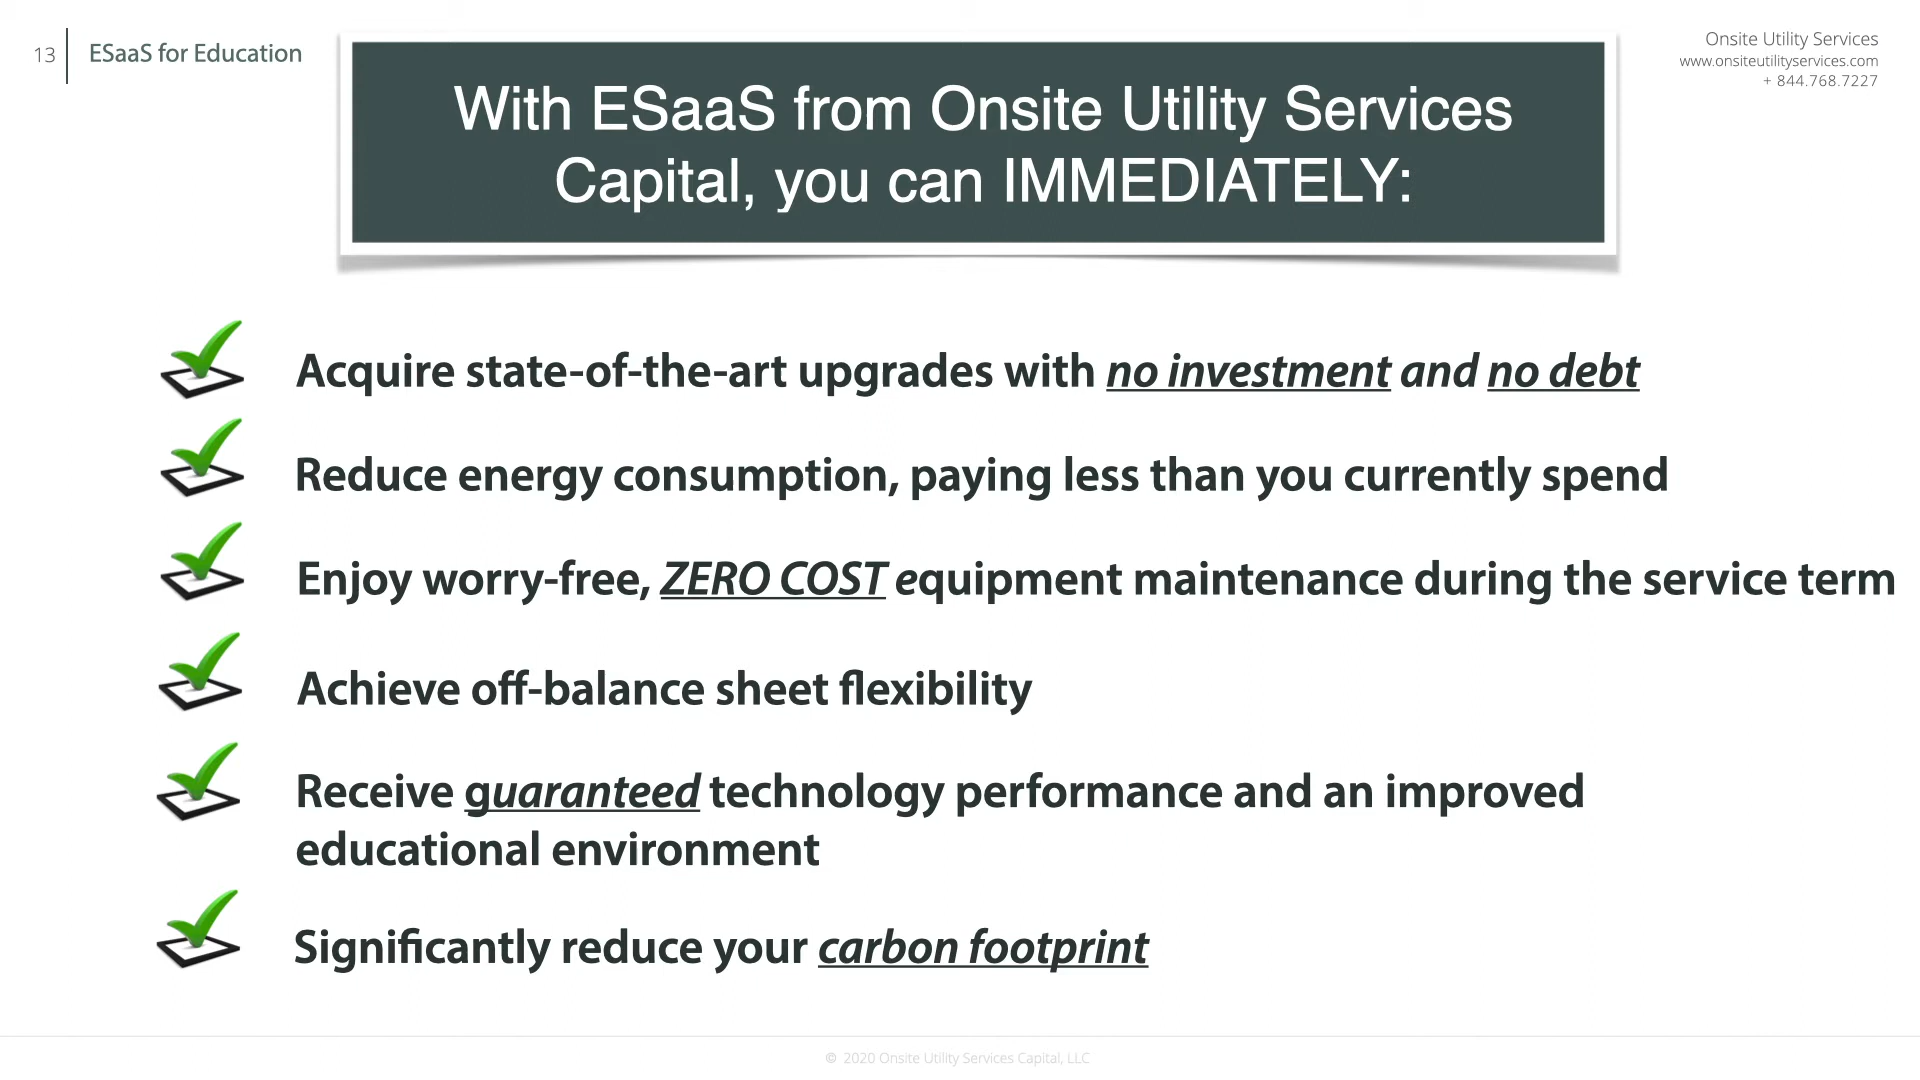 13
ESaaS for Education
Onsite Utility Services
www.onsiteutilityservices.com
+ 844.768.7227
With ESaaS from Onsite Utility Services
Capital, you can IMMEDIATELY:
Acquire state-of-the-art upgrades with no investment and no debt
Reduce energy consumption, paying less than you currently spend
Enjoy worry-free, ZERO COST equipment maintenance during the service term
Achieve off-balance sheet flexibility
Receive guaranteed technology performance and an improved
educational environment
Significantly reduce your carbon footprint
© 2020 Onsite Utility Services Capital, LLC